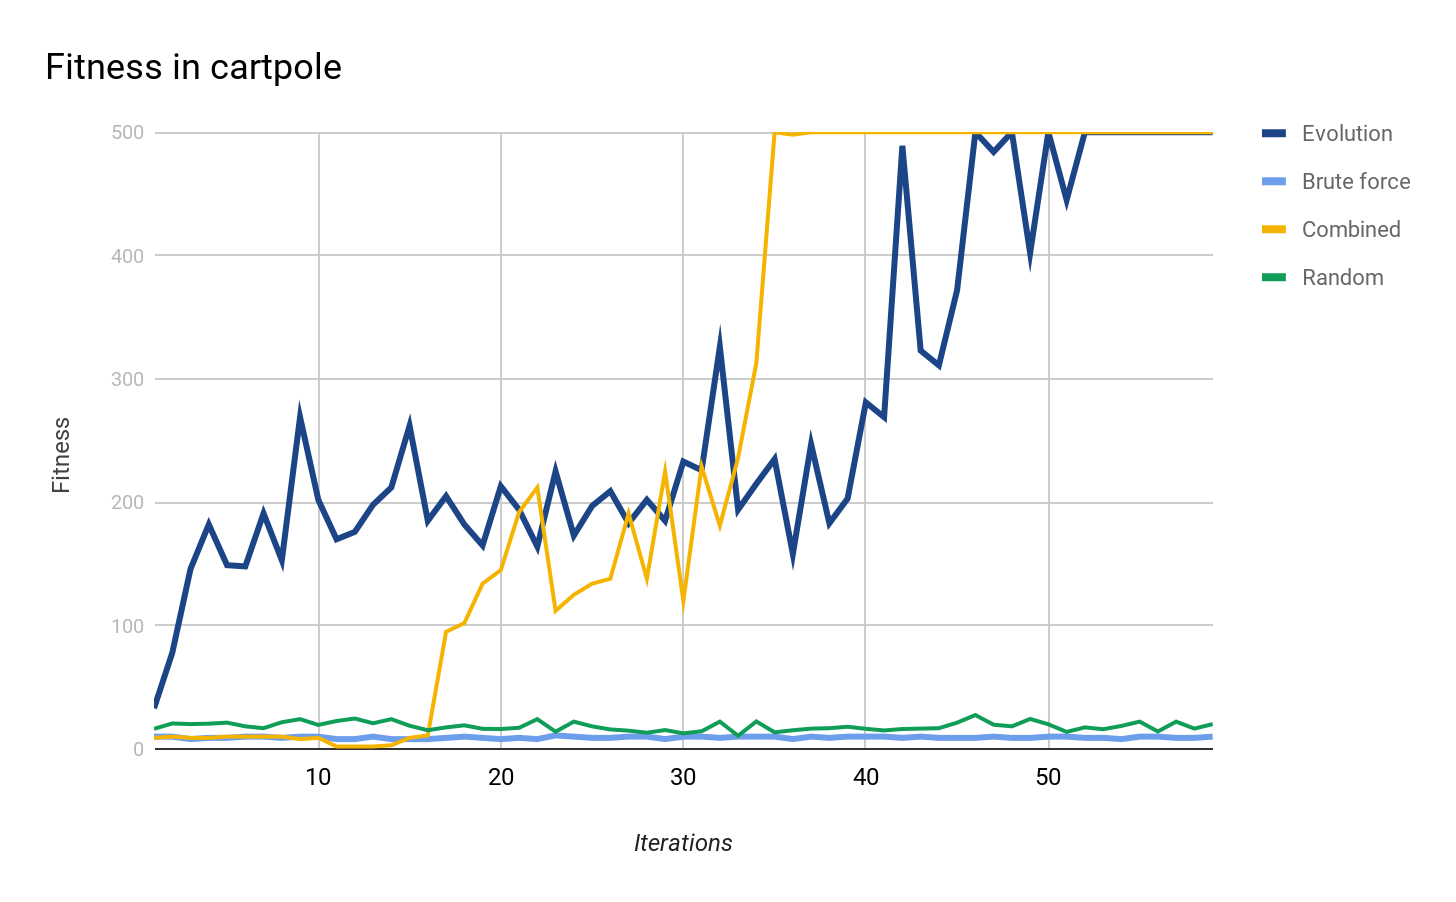 Fitness in cartpole
500
400
300
200
100
0
Fitness
10 20 30 40 50
Iterations
Evolution
Brute force
Combined
Random